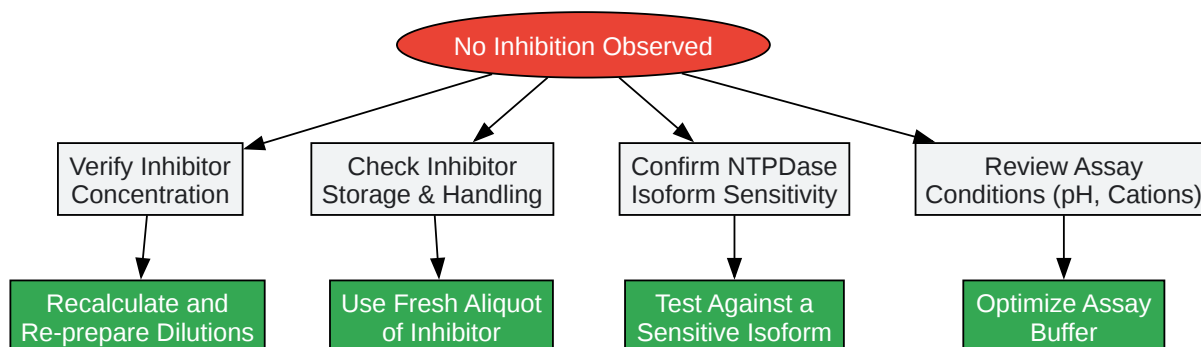 No Inhibition Observed
Verify Inhibitor
Concentration
Check Inhibitor
Storage & Handling
Confirm NTPDase
Isoform Sensitivity
Review Assay
Conditions (pH, Cations)
Recalculate and
Re-prepare Dilutions
Use Fresh Aliquot
of Inhibitor
Test Against a
Sensitive Isoform
Optimize Assay
Buffer